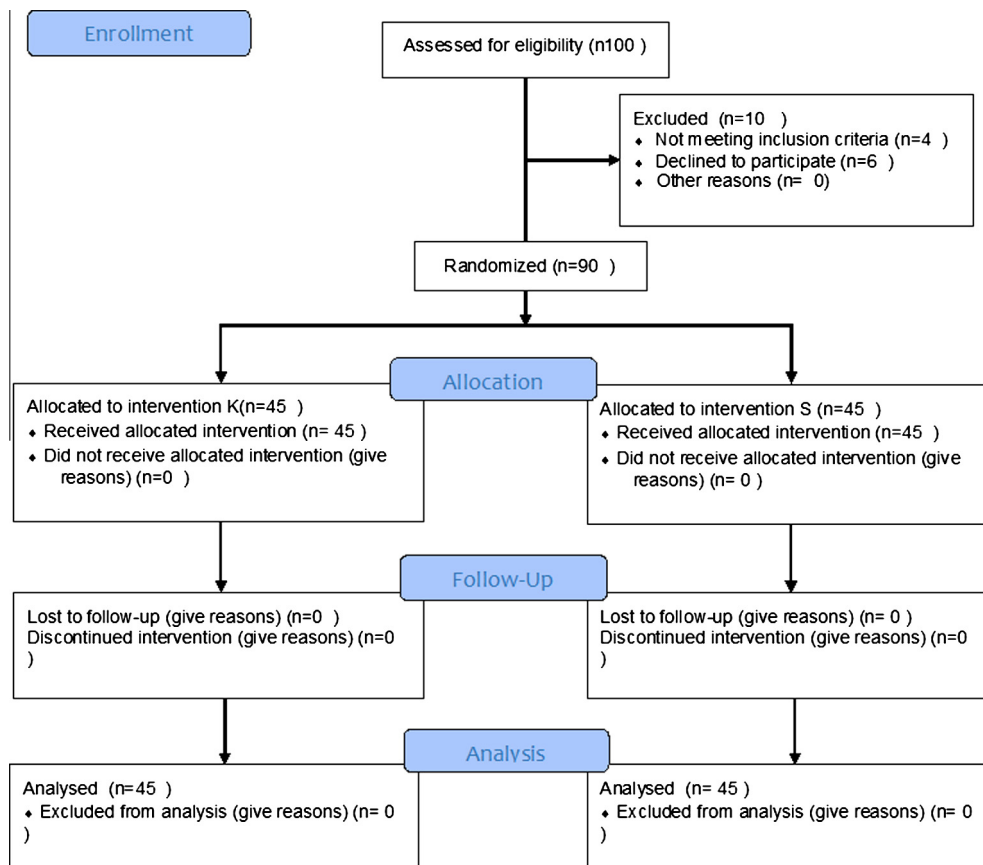 Enrollment
Assessed for eligibility (n100 )
Excluded (n=10 )
♦ Not meeting inclusion criteria (n=4 )
♦ Declined to participate (n=6 )
♦ Other reasons (n= 0)
Randomized (n=90 )
Allocation
Allocated to intervention K(n=45 )
♦ Received allocated intervention (n= 45 )
♦ Did not receive allocated intervention (give
reasons) (n=0 )
Allocated to intervention S (n=45 )
♦ Received allocated intervention (n=45 )
♦ Did not receive allocated intervention (give
reasons) (n= 0 )
Follow-Up
Lost to follow-up (give reasons) (n=0 )
Discontinued intervention (give reasons) (n=0
)
Lost to follow-up (give reasons) (n= 0 )
Discontinued intervention (give reasons) (n=0
)
Analysis
Analysed (n=45 )
♦ Excluded from analysis (give reasons) (n= 0
)
Analysed (n= 45 )
♦ Excluded from analysis (give reasons) (n= 0
)